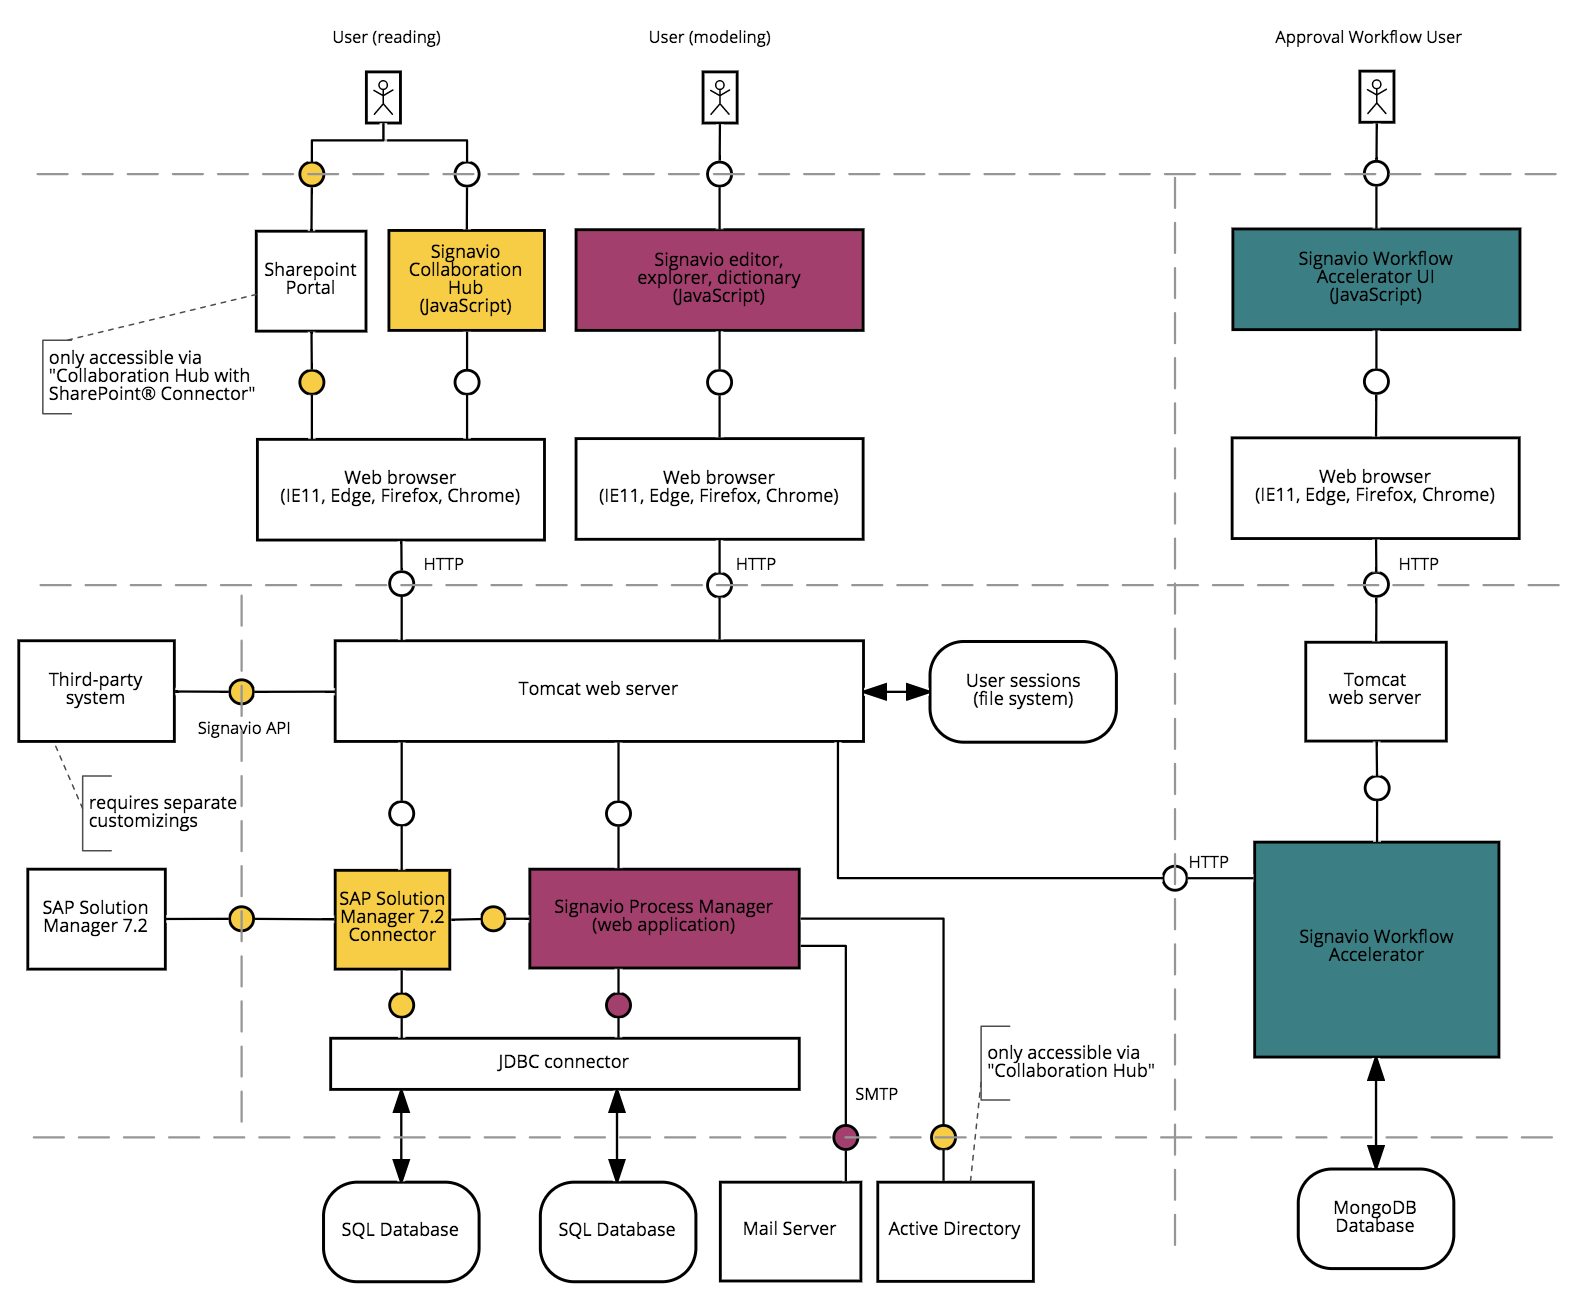 User (reading)
User (modeling)
Approval Workflow User
Sharepoint
Portal
Signavio
Collaboration
Hub
(JavaScript)
Signavio editor,
explorer, dictionary
(JavaScript)
Signavio Workflow
Accelerator UI
(JavaScript)
only accessible via
"Collaboration Hub with
SharePoint® Connector"
Web browser
(IE11, Edge, Firefox, Chrome)
Web browser
(IE11, Edge, Firefox, Chrome)
Web browser
(IE11, Edge, Firefox, Chrome)
HTTP
HTTP
HTTP
Third-party
system
Signavio API
Tomcat web server
User sessions
(file system)
Tomcat
web server
requires separate
customizings
HTTP
SAP Solution
Manager 7.2
SAP Solution
Manager 7.2
Connector
Signavio Process Manager
(web application)
Signavio Workflow
Accelerator
JDBC connector
only accessible via
"Collaboration Hub"
SMTP
SQL Database
SQL Database
Mail Server
Active Directory
MongoDB
Database